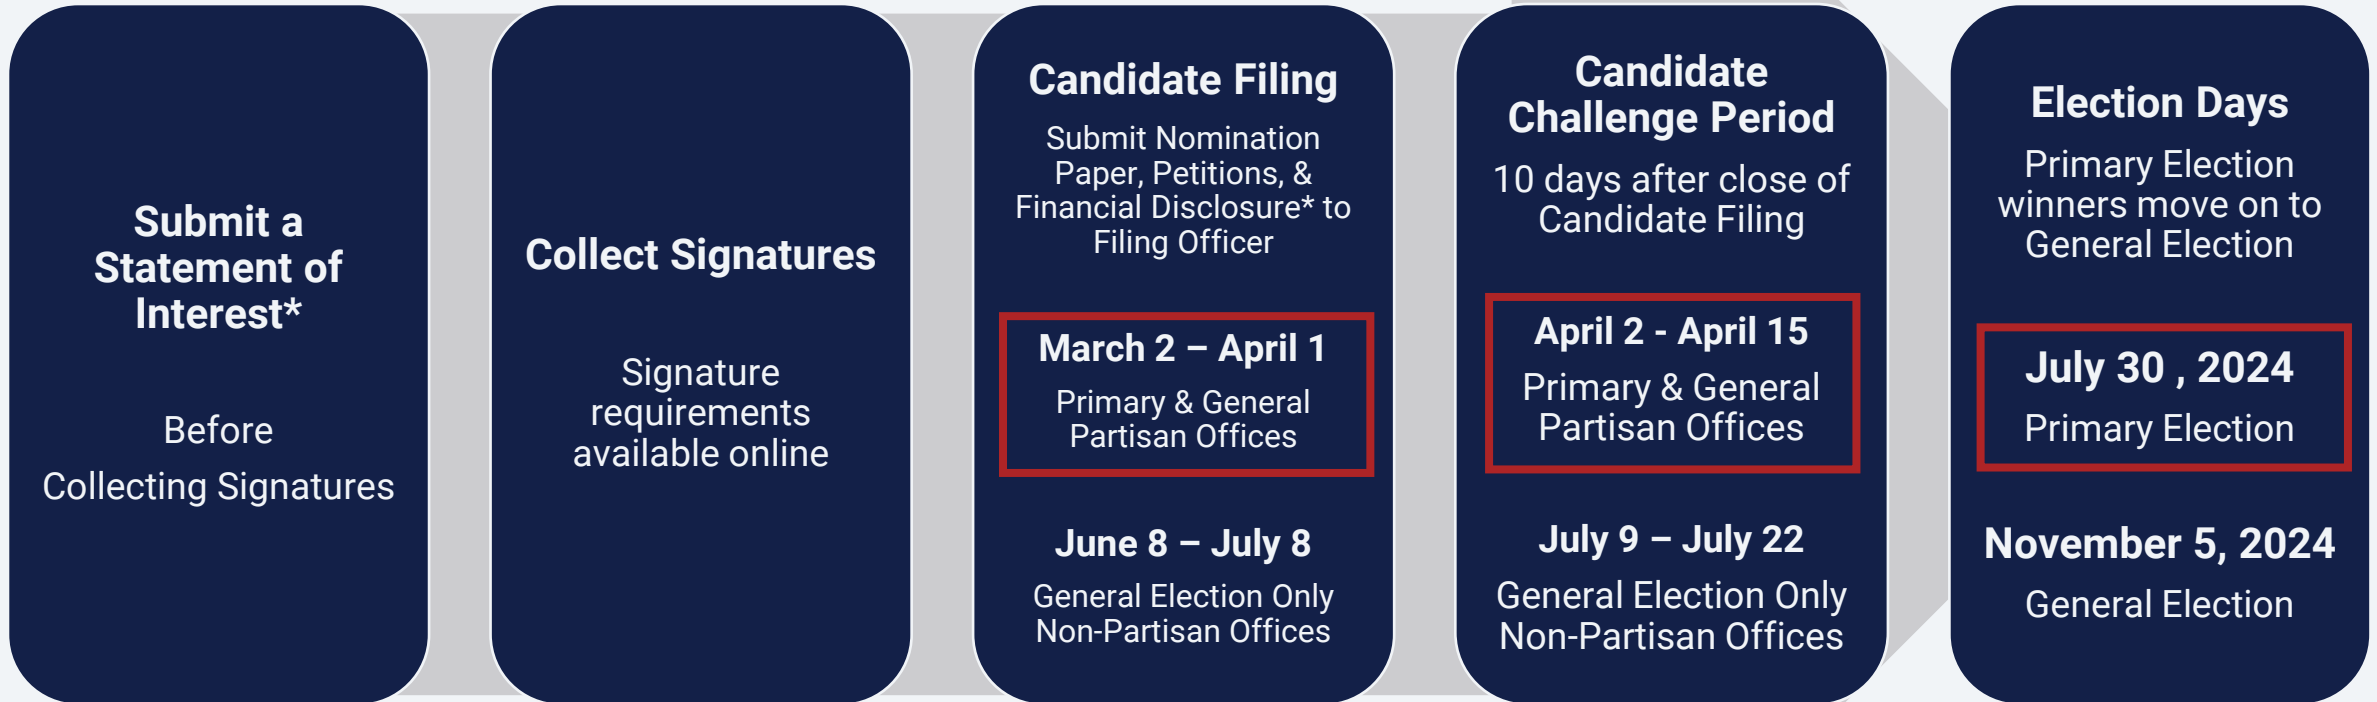 Submit a
Statement of
Interest*
Before
Collecting Signatures
Collect Signatures
Signature
requirements
available online
Candidate Filing
Submit Nomination
Paper, Petitions, &
Financial Disclosure* to
Filing Officer
March 2 – April 1
Primary & General
Partisan Offices
June 8 – July 8
General Election Only
Non-Partisan Offices
Candidate
Challenge Period
10 days after close of
Candidate Filing
April 2 - April 15
Primary & General
Partisan Offices
July 9 – July 22
General Election Only
Non-Partisan Offices
Election Days
Primary Election
winners move on to
General Election
July 30 , 2024
Primary Election
November 5, 2024
General Election